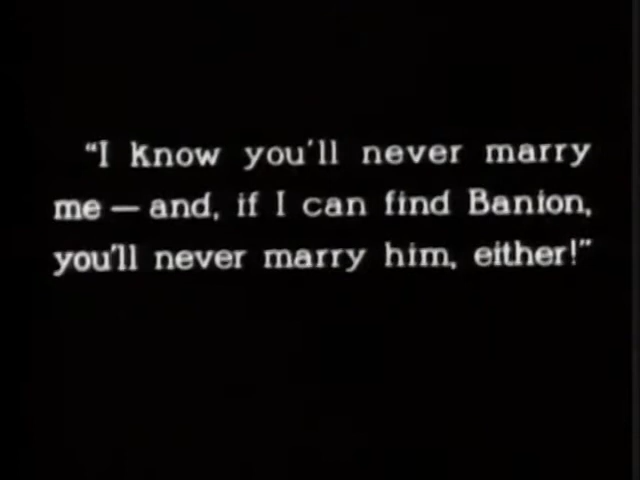 “I know you'll never marry
me — and, if I can find Banion,
you'll never marry him, either!”